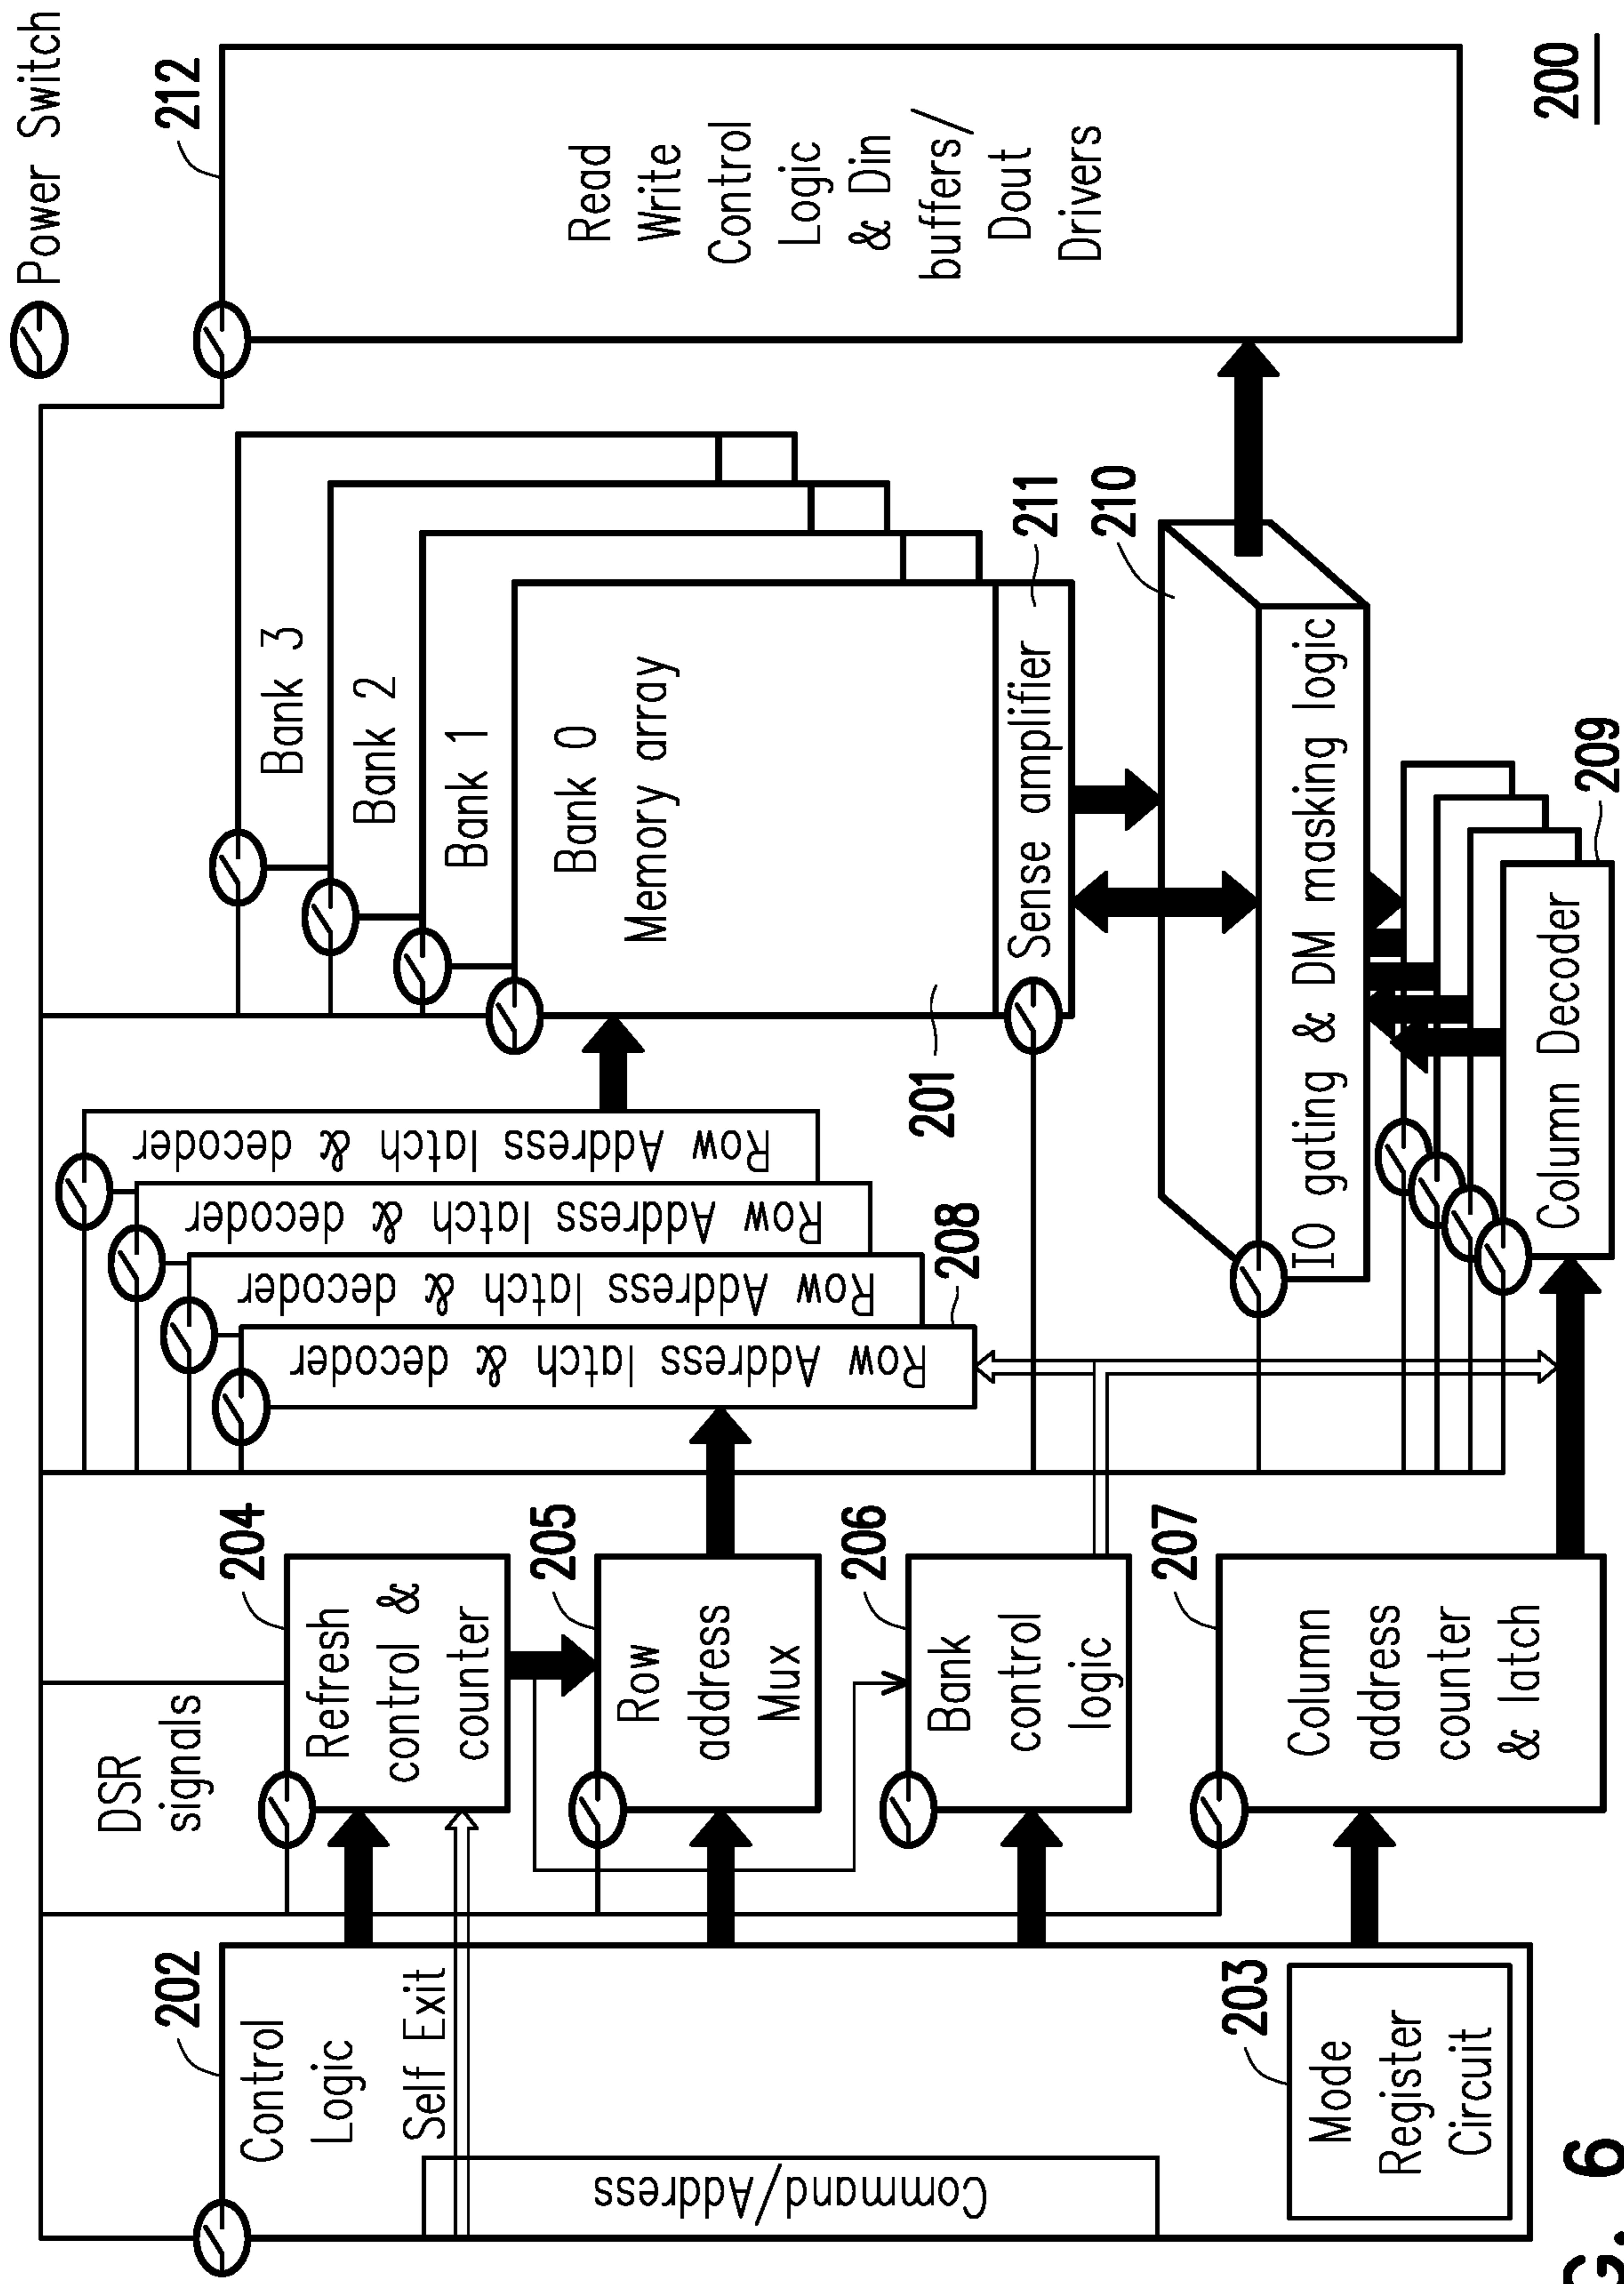 Power Switch
212
Read
Write
Control
Logic
& Din
buffers/
Dout
Drivers
200
Bank 3
Bank 2
Bank 1
Bank 0
Memory array
201
Sense amplifier
211
210
IO gating & DM masking logic
Column Decoder
209
Row Address latch & decoder
Row Address latch & decoder
Row Address latch & decoder
Row Address latch & decoder
208
DSR
signals
204
Refresh
control &
counter
205
Row
address
Mux
206
Bank
control
logic
207
Column
address
counter
& latch
202
Control
Logic
Self Exit
Command/Address
203
Mode
Register
Circuit
G. 6